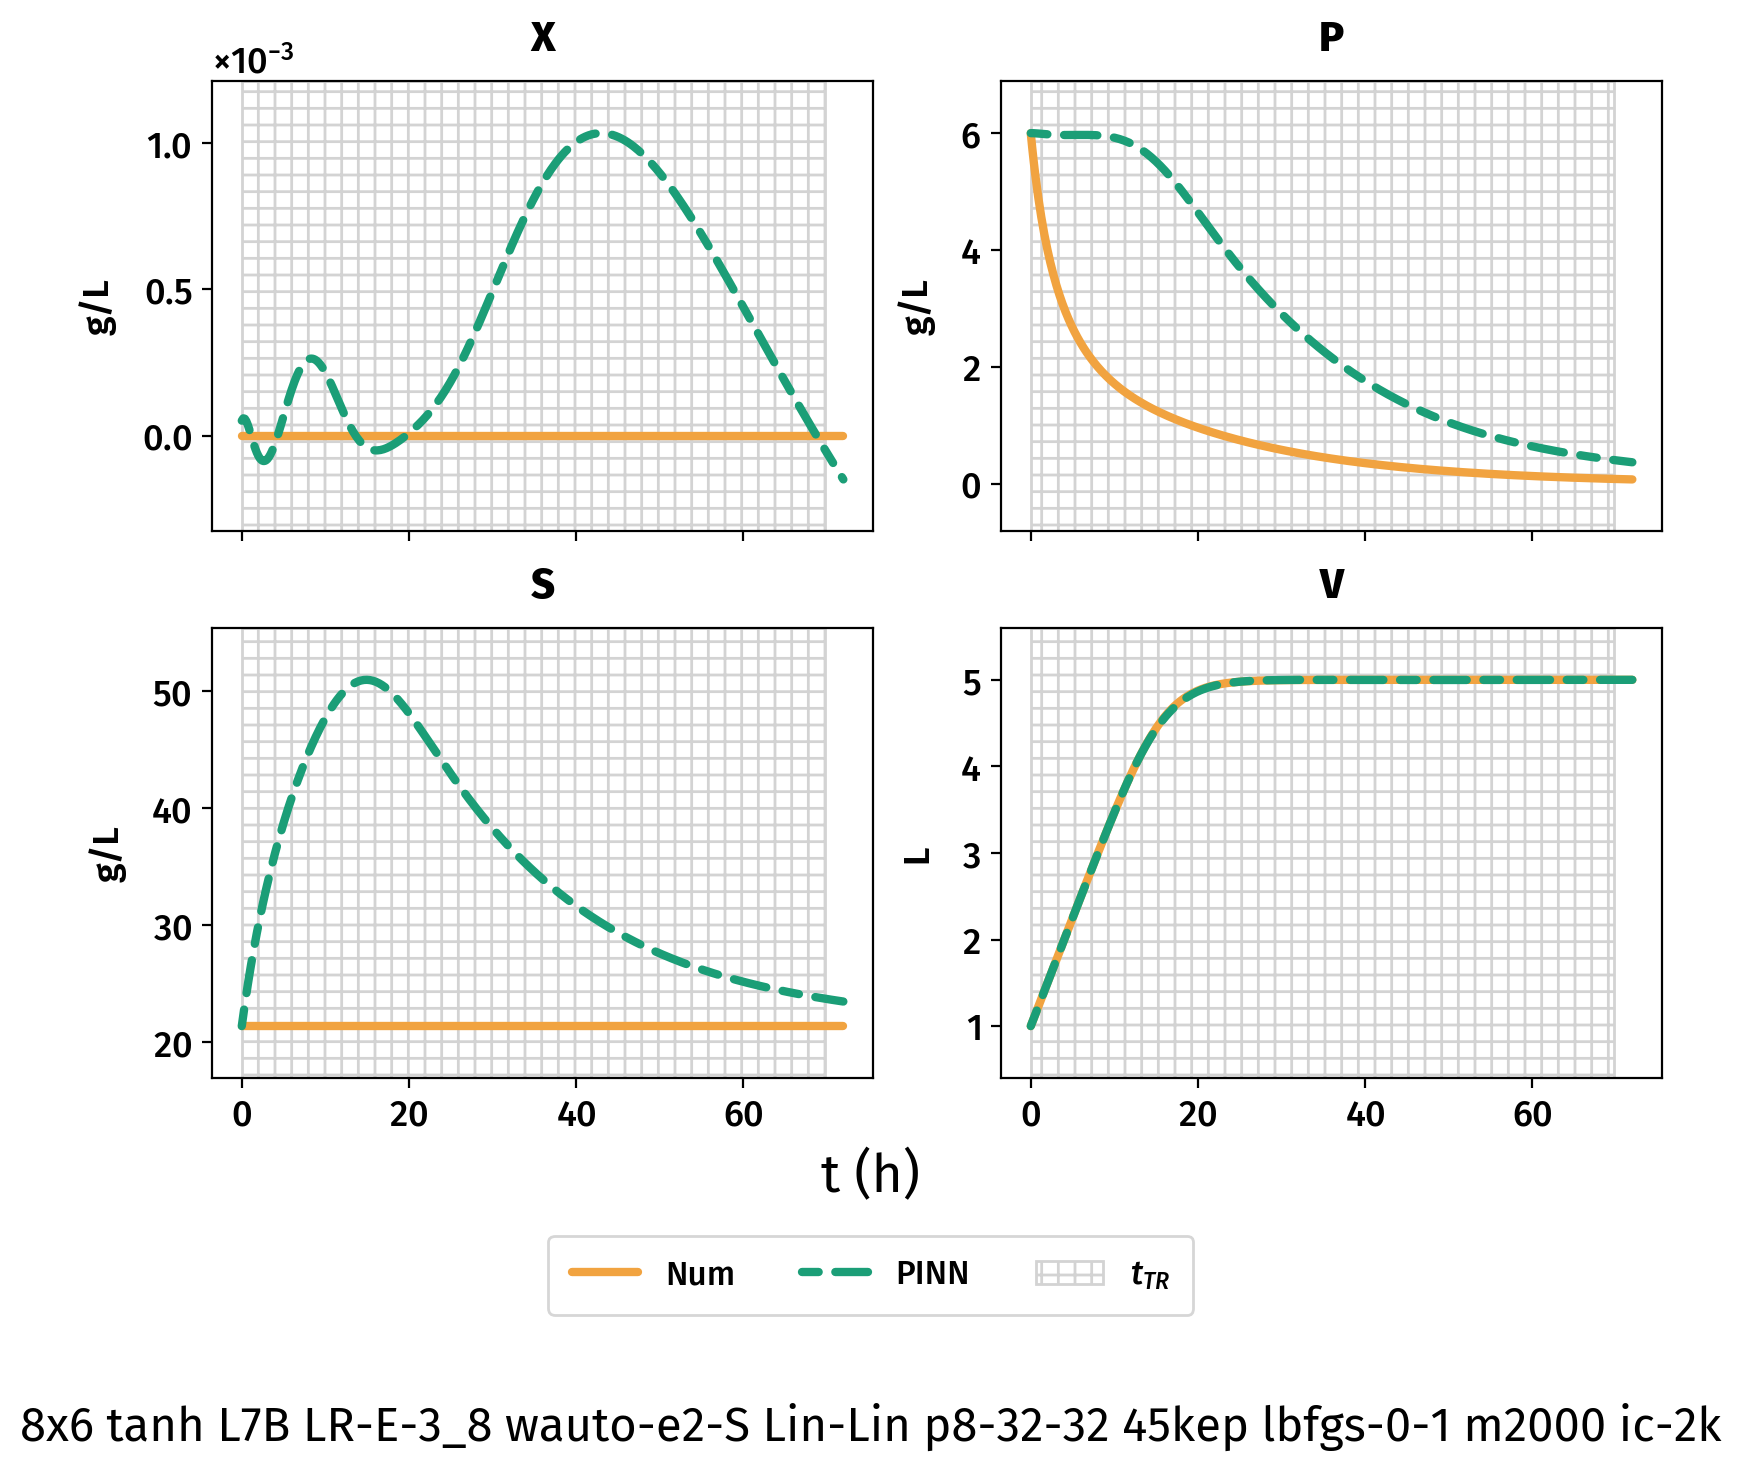 X
×10⁻³
g/L
1.0
0.5
0.0
P
g/L
6
4
2
0
S
g/L
50
40
30
20
0 20 40 60
V
L
5
4
3
2
1
0 20 40 60
t (h)
Num PINN t_TR
8x6 tanh L7B LR-E-3_8 wauto-e2-S Lin-Lin p8-32-32 45kep lbfgs-0-1 m2000 ic-2k